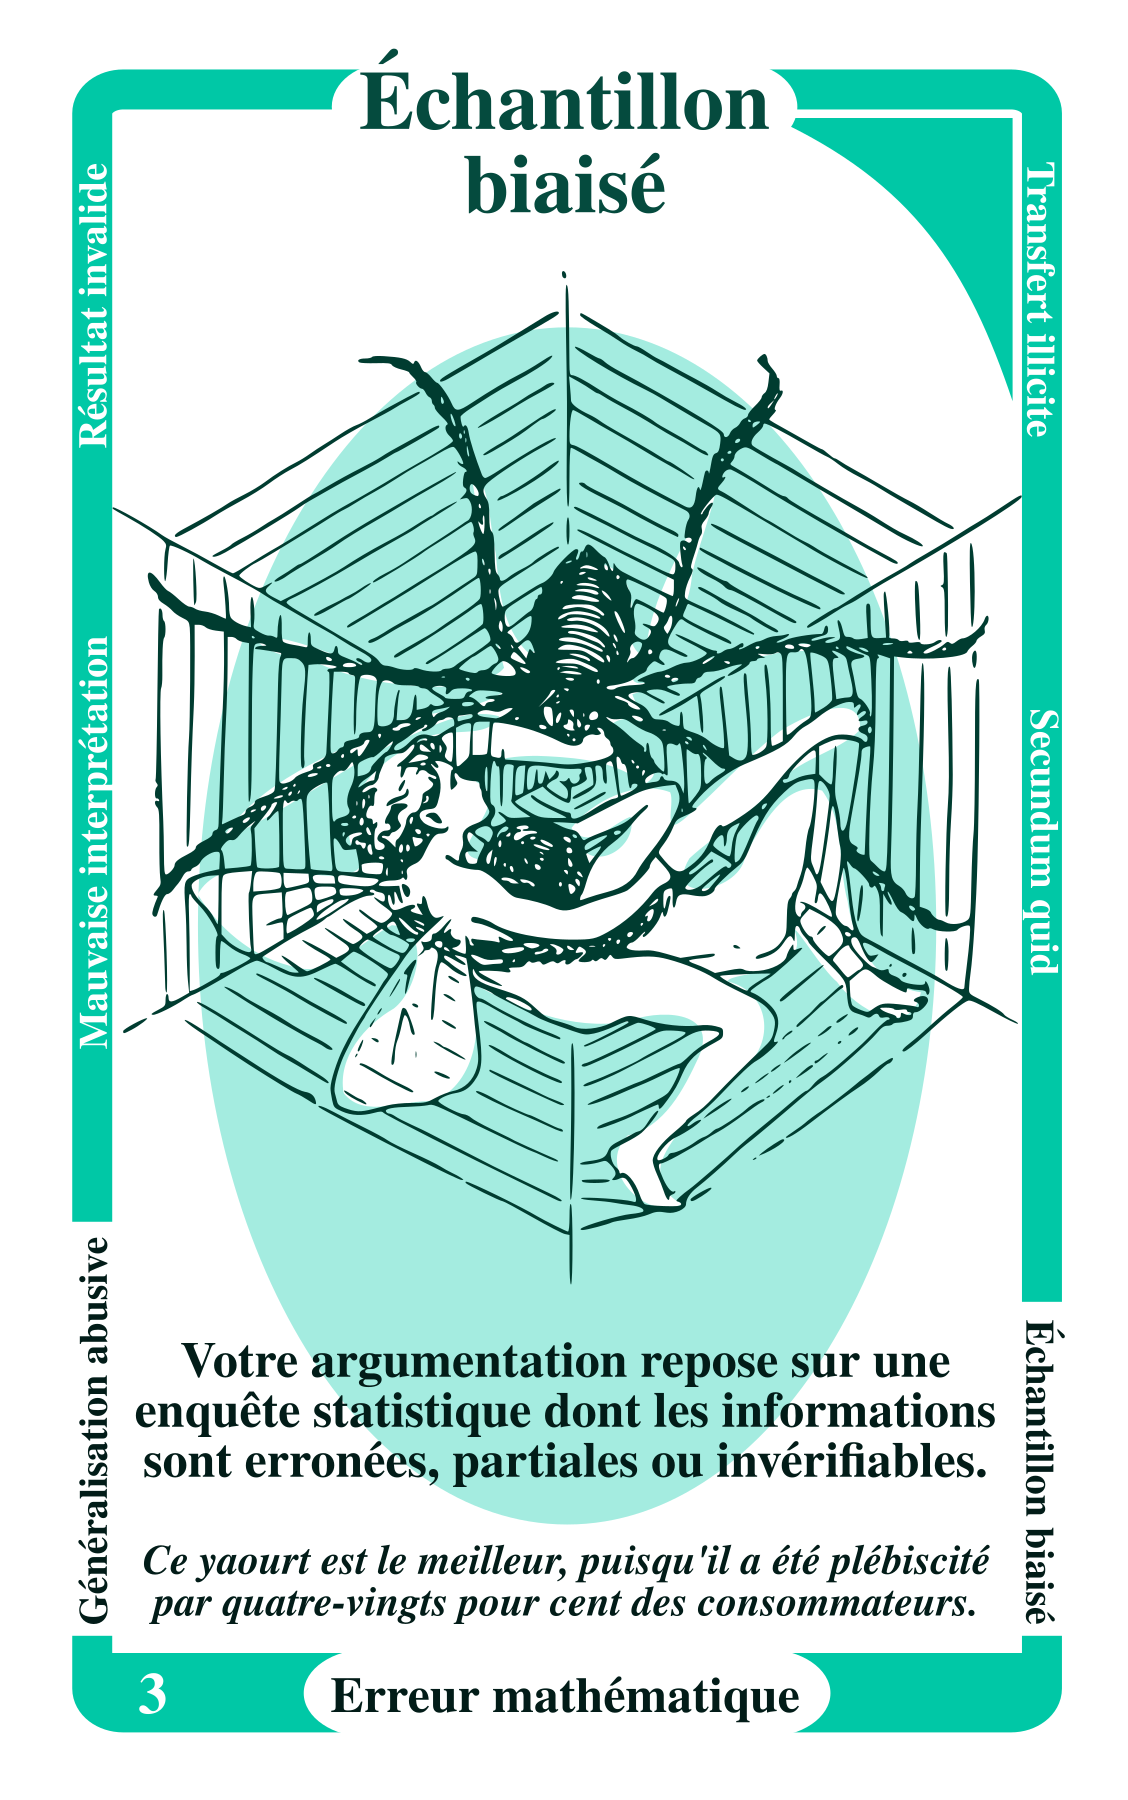 Échantillon
biaisé
Résultat invalide
Mauvaise interprétation
Généralisation abusive
Transfert illicite
Secundum quid
Échantillon biaisé
Votre argumentation repose sur une
enquête statistique dont les informations
sont erronées, partiales ou invérifiables.
Ce yaourt est le meilleur, puisqu'il a été plébiscité
par quatre-vingts pour cent des consommateurs.
3
Erreur mathématique